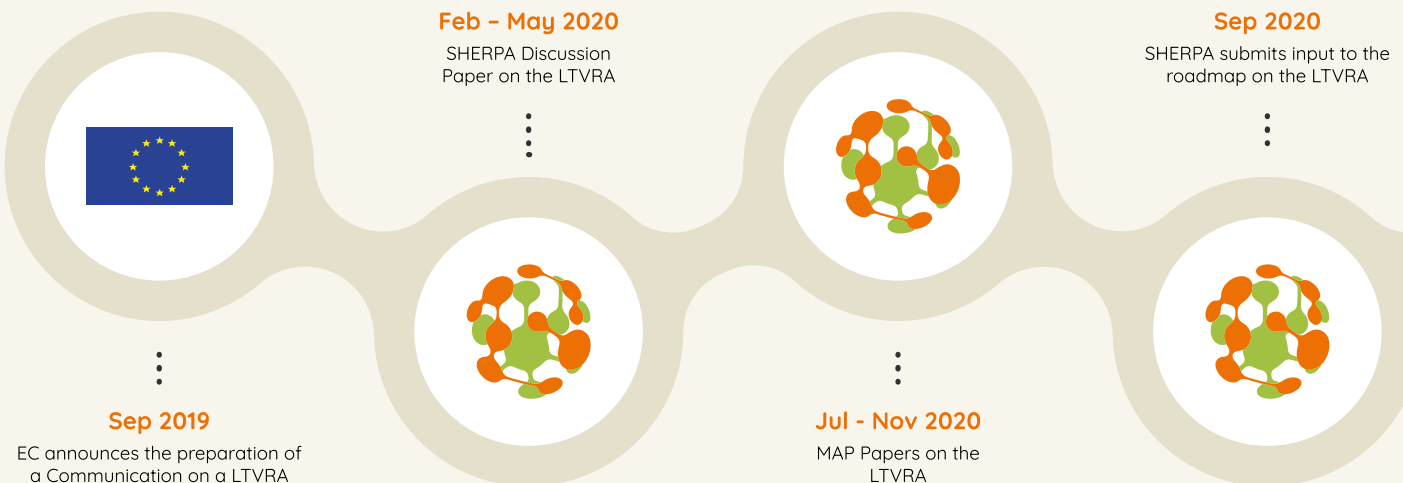 Sep 2019
EC announces the preparation of
a Communication on a LTVRA
Feb – May 2020
SHERPA Discussion
Paper on the LTVRA
Jul - Nov 2020
MAP Papers on the
LTVRA
Sep 2020
SHERPA submits input to the
roadmap on the LTVRA